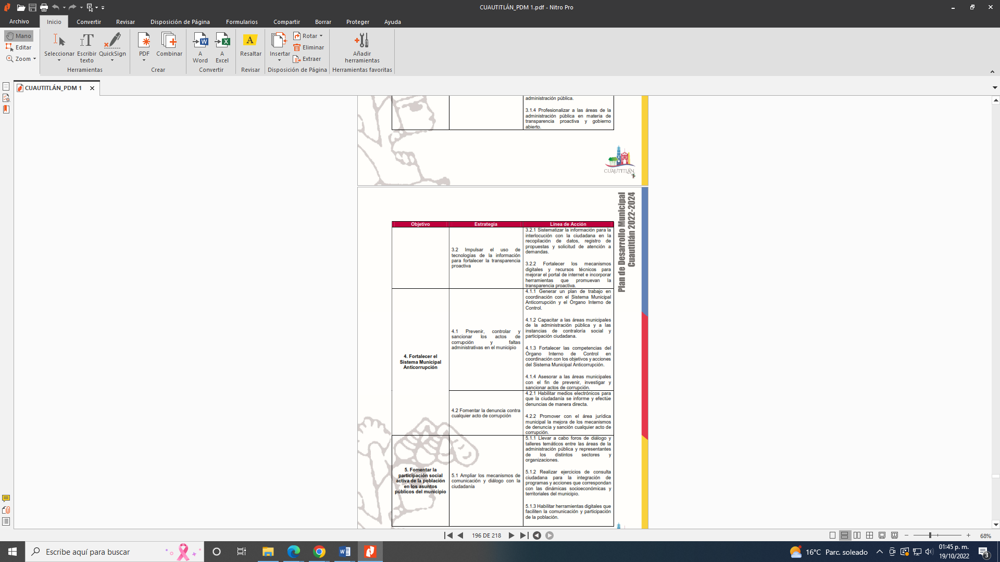 CUAUTITLÁN_PDM 1.pdf - Nitro Pro
Archivo
Inicio
Convertir
Revisar
Disposición de Página
Formularios
Compartir
Borrar
Proteger
Ayuda
Mano
Editar
Zoom
Seleccionar
Escribir
texto
QuickSign
Herramientas
PDF
Combinar
Crear
A
Word
A
Excel
Convertir
Resaltar
Revisar
Insertar
Rotar
Eliminar
Extraer
Disposición de Página
Añadir
herramientas
Herramientas favoritas
CUAUTITLÁN_PDM 1
administración pública.
3.1.4 Profesionalizar a las áreas de la
administración pública en materia de
transparencia proactiva y gobierno
abierto.
CUAUTITLÁN
Plan de Desarrollo Municipal
Cuautitlán 2022-2024
Objetivo
Estrategia
Línea de Acción
3.2 Impulsar el uso de
tecnologías de la información
para fortalecer la transparencia
proactiva
3.2.1 Sistematizar la información para la
interlocución con la ciudadana en la
recopilación de datos, registro de
propuestas y solicitud de atención a
demandas.
3.2.2 Fortalecer los mecanismos
digitales y recursos técnicos para
mejorar el portal de internet e incorporar
herramientas que promuevan la
transparencia proactiva.
4. Fortalecer el
Sistema Municipal
Anticorrupción
4.1 Prevenir, controlar y
sancionar los actos de
corrupción y faltas
administrativas en el municipio
4.1.1 Generar un plan de trabajo en
coordinación con el Sistema Municipal
Anticorrupción y el Órgano Interno de
Control.
4.1.2 Capacitar a las áreas municipales
de la administración pública y a las
instancias de contraloría social y
participación ciudadana.
4.1.3 Fortalecer las competencias del
Órgano Interno de Control en
coordinación con los objetivos y acciones
del Sistema Municipal Anticorrupción.
4.1.4 Asesorar a las áreas municipales
con el fin de prevenir, investigar y
sancionar actos de corrupción.
4.2 Fomentar la denuncia contra
cualquier acto de corrupción
4.2.1 Habilitar medios electrónicos para
que la ciudadanía se informe y efectúe
denuncias de manera directa.
4.2.2 Promover con el área jurídica
municipal la mejora de los mecanismos
de denuncia y sanción cualquier acto de
corrupción.
5. Fomentar la
participación social
activa de la población
en los asuntos
públicos del municipio
5.1 Ampliar los mecanismos de
comunicación y diálogo con la
ciudadanía
5.1.1 Llevar a cabo foros de diálogo y
talleres temáticos entre las áreas de la
administración pública y representantes
de los distintos sectores y
organizaciones.
5.1.2 Realizar ejercicios de consulta
ciudadana para la integración de
programas y acciones que correspondan
con las dinámicas socioeconómicas y
territoriales del municipio.
5.1.3 Habilitar herramientas digitales que
faciliten la comunicación y participación
de la población.
196 DE 218
68%
Escribe aquí para buscar
16°C Parc. soleado
01:45 p. m.
19/10/2022
3